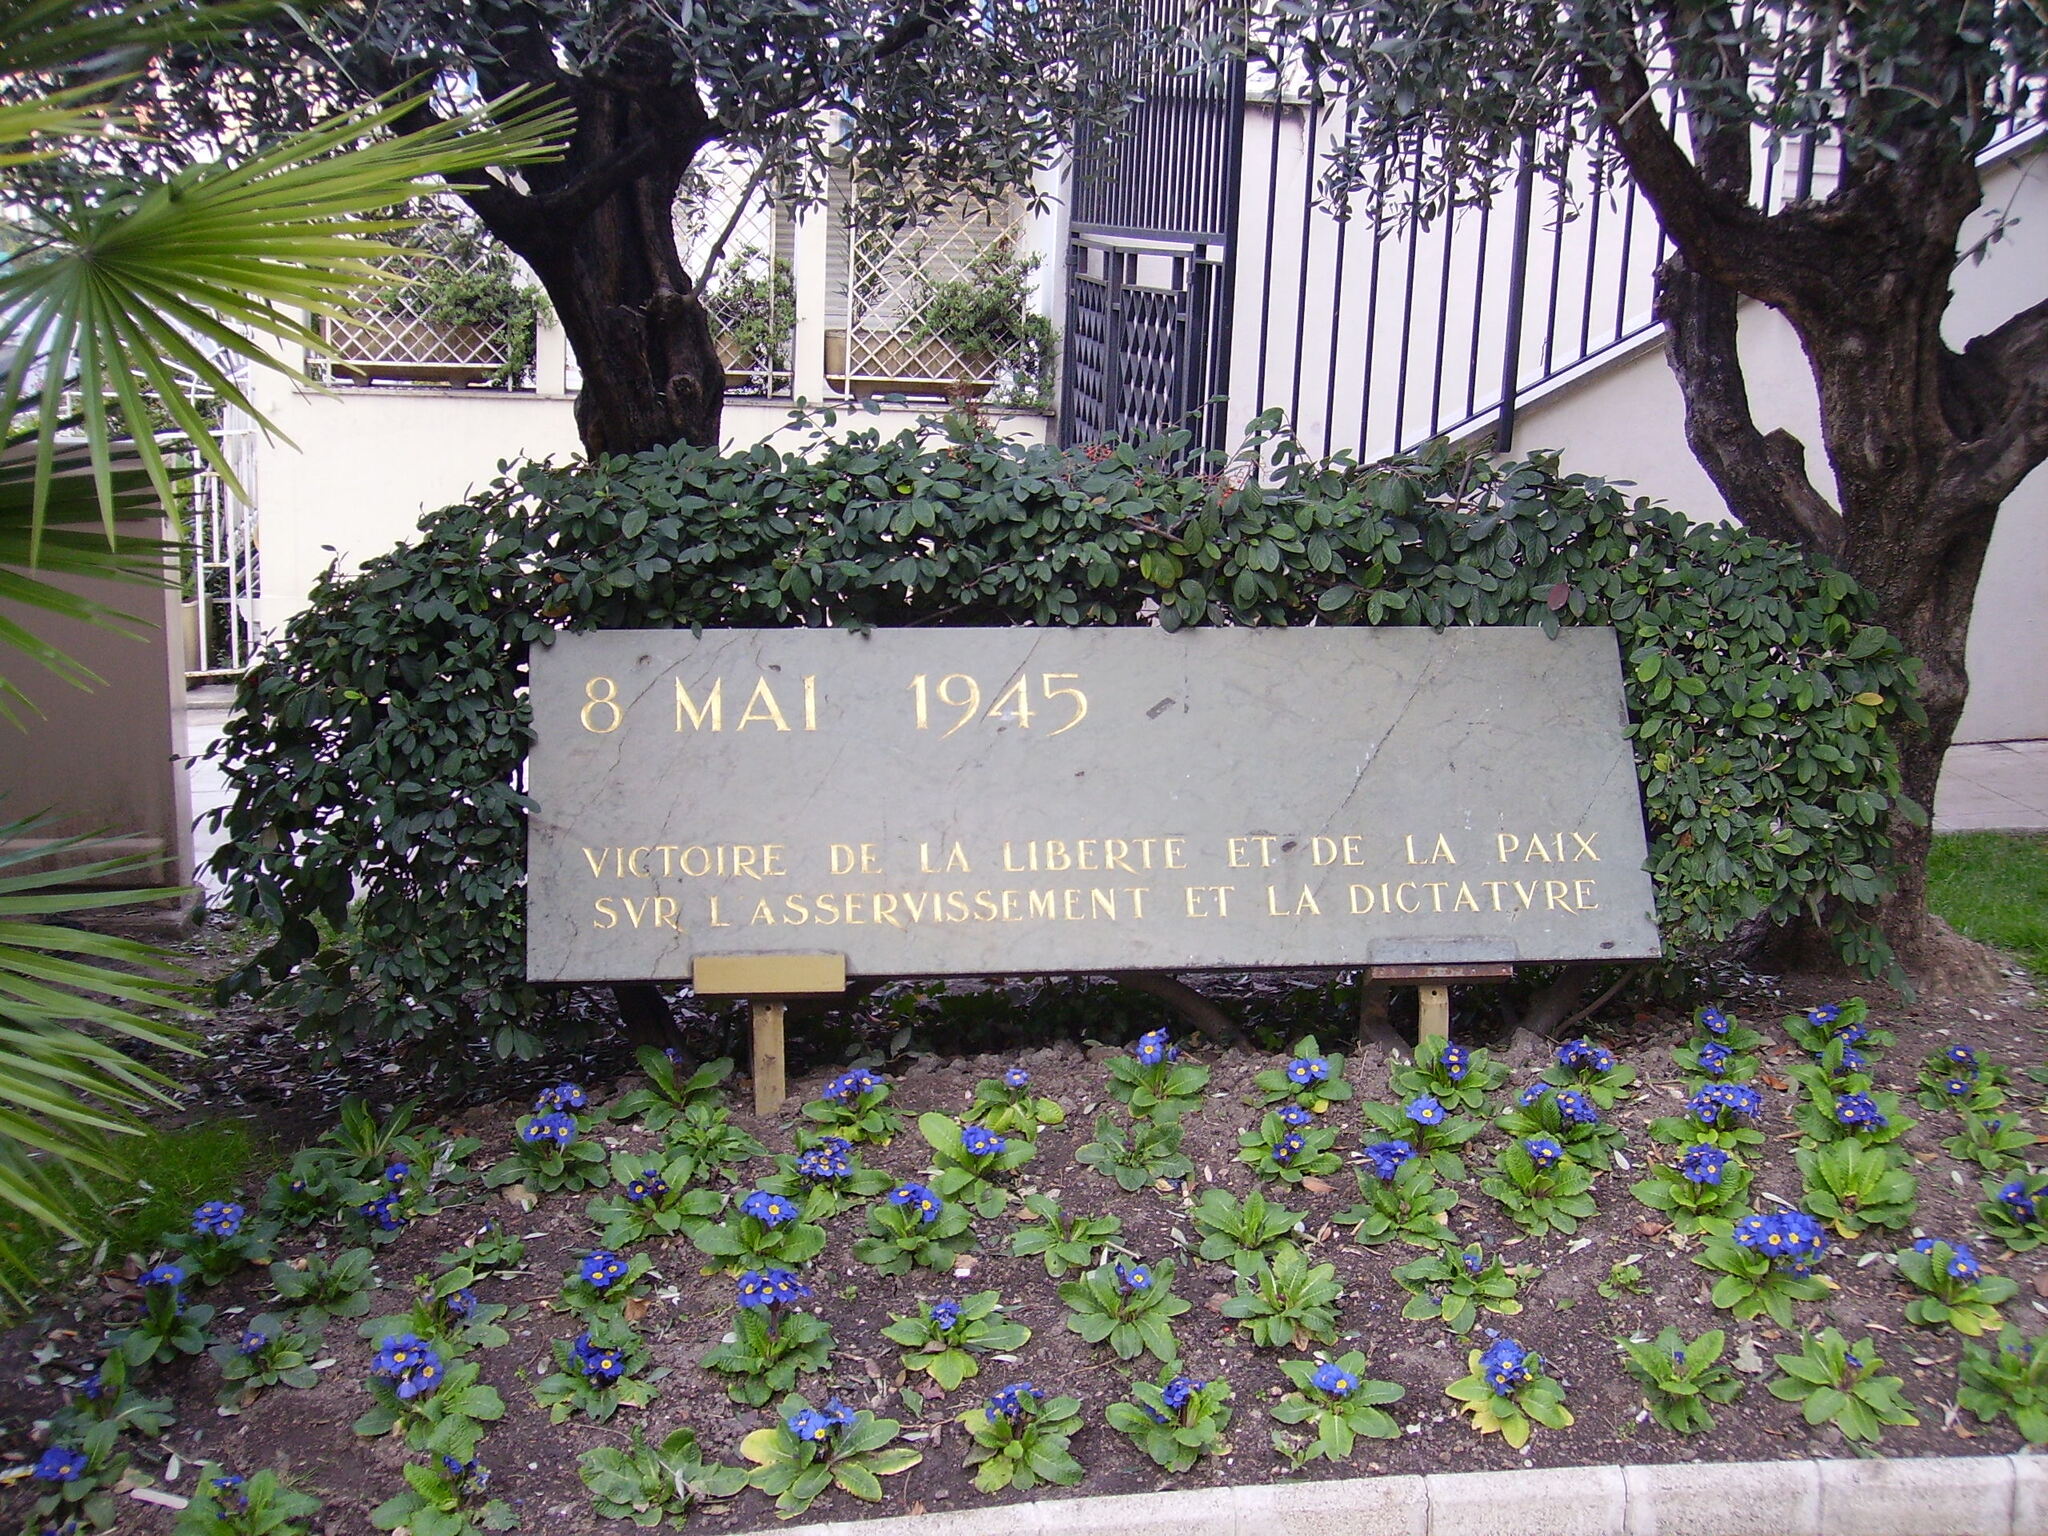 8 MAI 1945
VICTOIRE DE LA LIBERTE ET DE LA PAIX
SVR L'ASSERVISSEMENT ET LA DICTATVRE